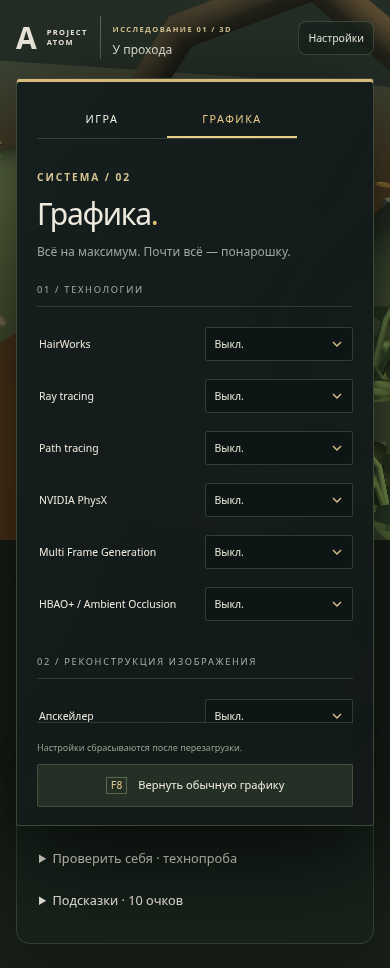 A PROJECT ATOM
ИССЛЕДОВАНИЕ 01 / 3D
У прохода
Настройки
ИГРА ГРАФИКА
СИСТЕМА / 02
Графика.
Всё на максимум. Почти всё — понарошку.
01 / ТЕХНОЛОГИИ
HairWorks Выкл.
Ray tracing Выкл.
Path tracing Выкл.
NVIDIA PhysX Выкл.
Multi Frame Generation Выкл.
HBAO+ / Ambient Occlusion Выкл.
02 / РЕКОНСТРУКЦИЯ ИЗОБРАЖЕНИЯ
Апскейлер Выкл.
Настройки сбрасываются после перезагрузки.
F8 Вернуть обычную графику
Проверить себя · технопроба
Подсказки · 10 очков